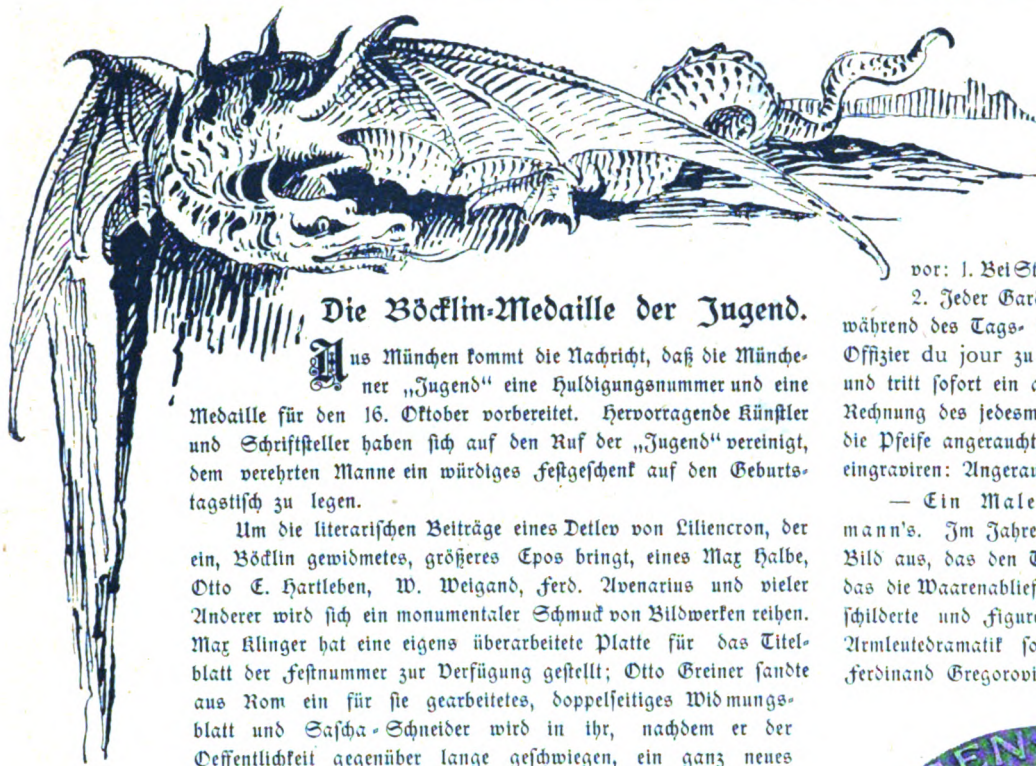 Die Böcklin-Medaille der Jugend.
Aus München kommt die Nachricht, daß die Münche-
ner „Jugend“ eine Huldigungsnummer und eine
Medaille für den 16. Oktober vorbereitet. Hervorragende Künstler
und Schriftsteller haben sich auf den Ruf der „Jugend“ vereinigt,
dem verehrten Manne ein würdiges Festgeschenk auf den Geburts-
tagstisch zu legen.
Um die literarischen Beiträge eines Detlev von Liliencron, der
ein, Böcklin gewidmetes, größeres Epos bringt, eines Max Halbe,
Otto E. Hartleben, W. Weigand, Ferd. Avenarius und vieler
Anderer wird sich ein monumentaler Schmuck von Bildwerken reihen.
Max Klinger hat eine eigens überarbeitete Platte für das Titel-
blatt der Festnummer zur Verfügung gestellt; Otto Greiner sandte
aus Rom ein für sie gearbeitetes, doppelseitiges Widmungs-
blatt und Sascha-Schneider wird in ihr, nachdem er der
Oeffentlichkeit gegenüber lange geschwiegen, ein ganz neues
vor: 1. Bei St
2. Jeder Gar
während des Tags-
Offizier du jour zu
und tritt sofort ein
Rechnung des jedesm
die Pfeife angeraucht
eingraviren: Angerau
— Ein Male
mann's. Im Jahre
Bild aus, das den
das die Waarenablief
schilderte und Figure
Armleutedramatik so
Ferdinand Gregorovi
EN